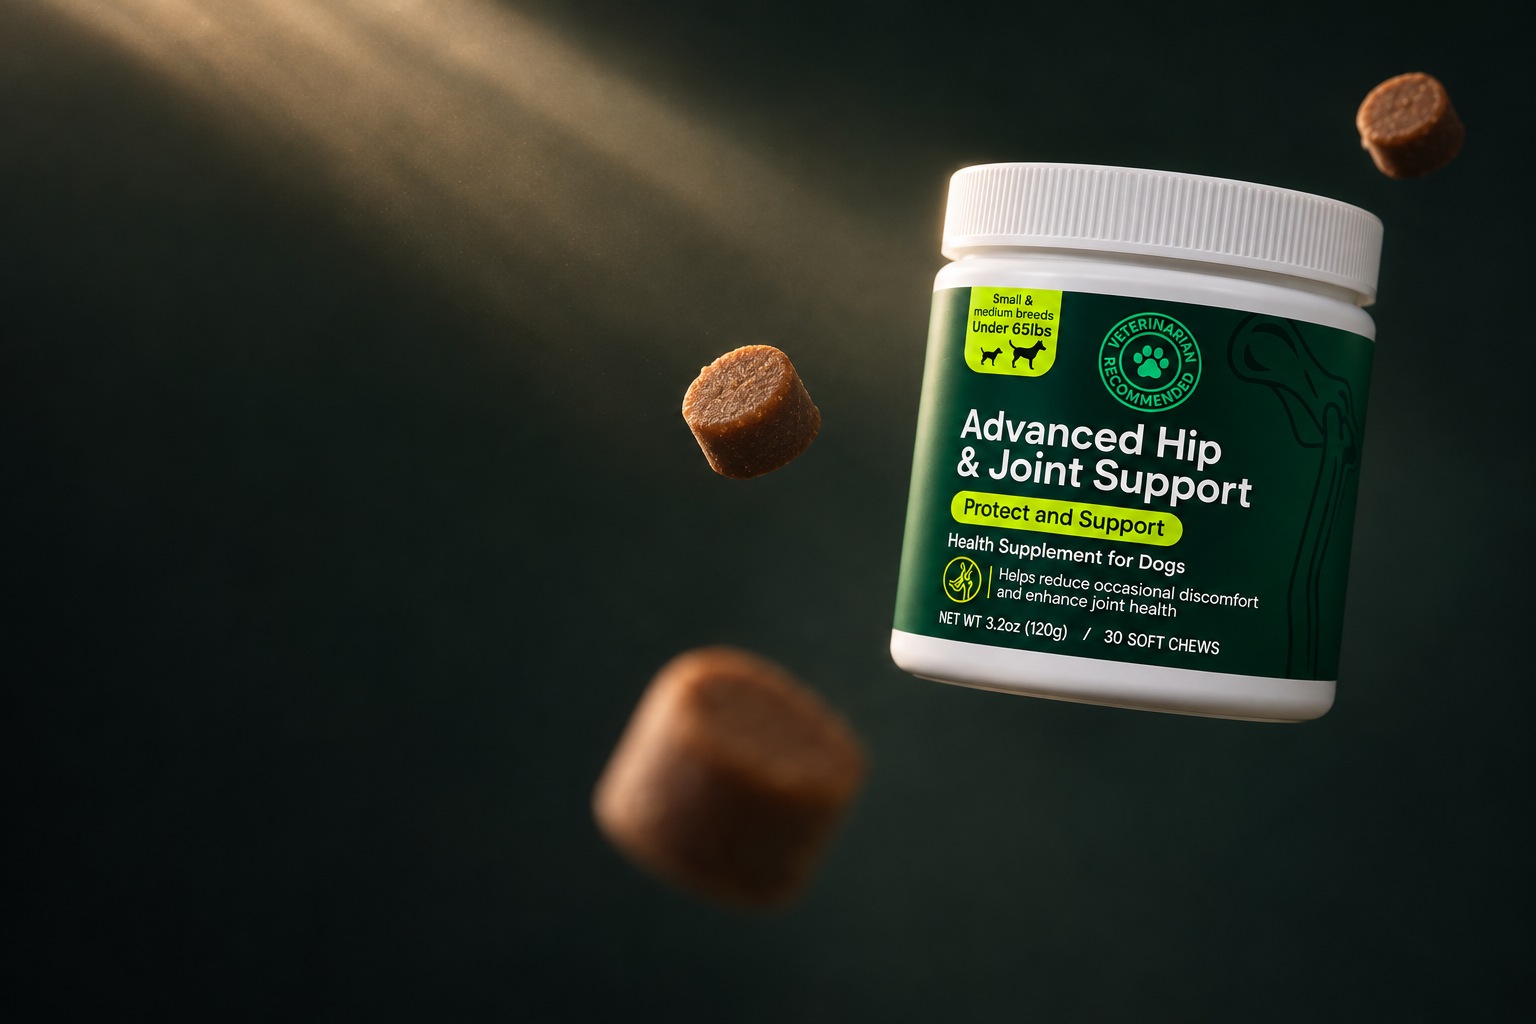 Small &
medium breeds
Under 65lbs
VETERINARIAN
RECOMMENDED
Advanced Hip
& Joint Support
Protect and Support
Health Supplement for Dogs
Helps reduce occasional discomfort
and enhance joint health
NET WT 3.2oz (120g) / 30 SOFT CHEWS